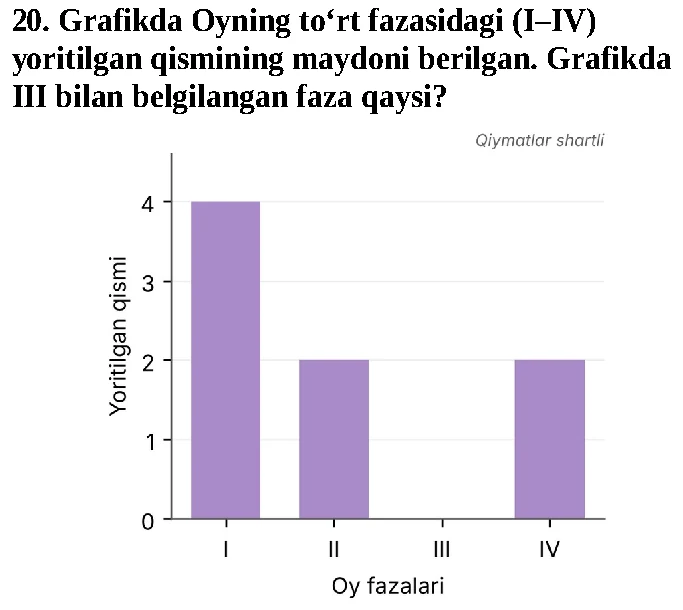 20. Grafikda Oyning to‘rt fazasidagi (I–IV)
yoritilgan qismining maydoni berilgan. Grafikda
III bilan belgilangan faza qaysi?
Qiymatlar shartli
4
3
2
1
0
Yoritilgan qismi
I II III IV
Oy fazalari